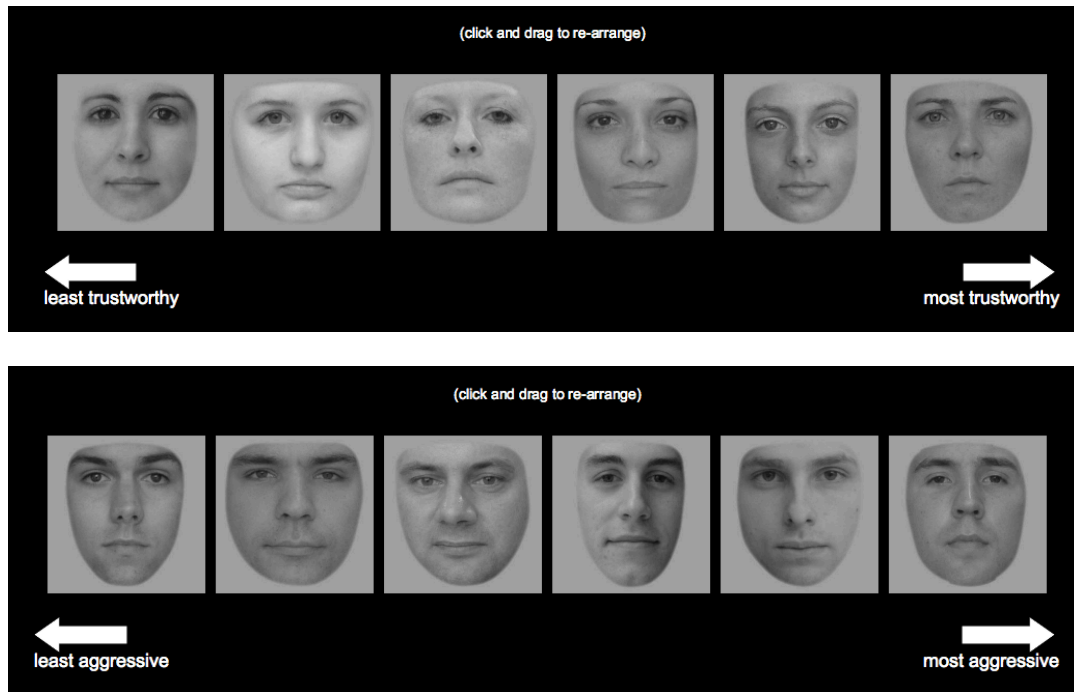 (click and drag to re-arrange)
least trustworthy
most trustworthy
(click and drag to re-arrange)
least aggressive
most aggressive